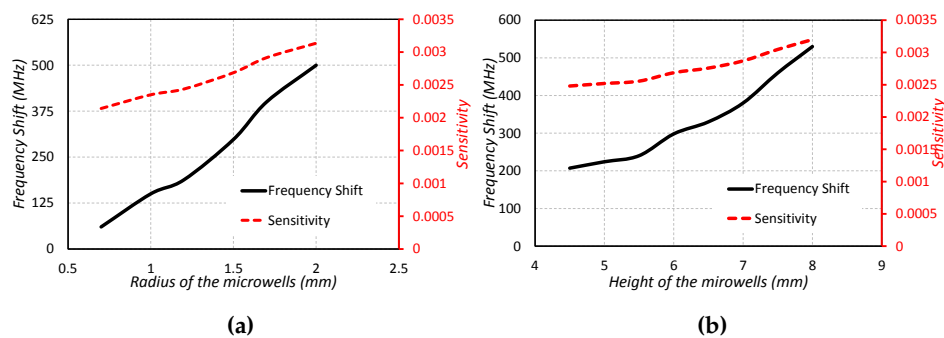 625
500
375
250
125
0
Frequency Shift (MHz)
0.0035
0.003
0.0025
0.002
0.0015
0.001
0.0005
0
Sensitivity
Frequency Shift
Sensitivity
0.5 1 1.5 2 2.5
Radius of the microwells (mm)
(a)
600
500
400
300
200
100
0
Frequency Shift (MHz)
0.0035
0.003
0.0025
0.002
0.0015
0.001
0.0005
0
Sensitivity
Frequency Shift
Sensitivity
4 5 6 7 8 9
Height of the mirowells (mm)
(b)